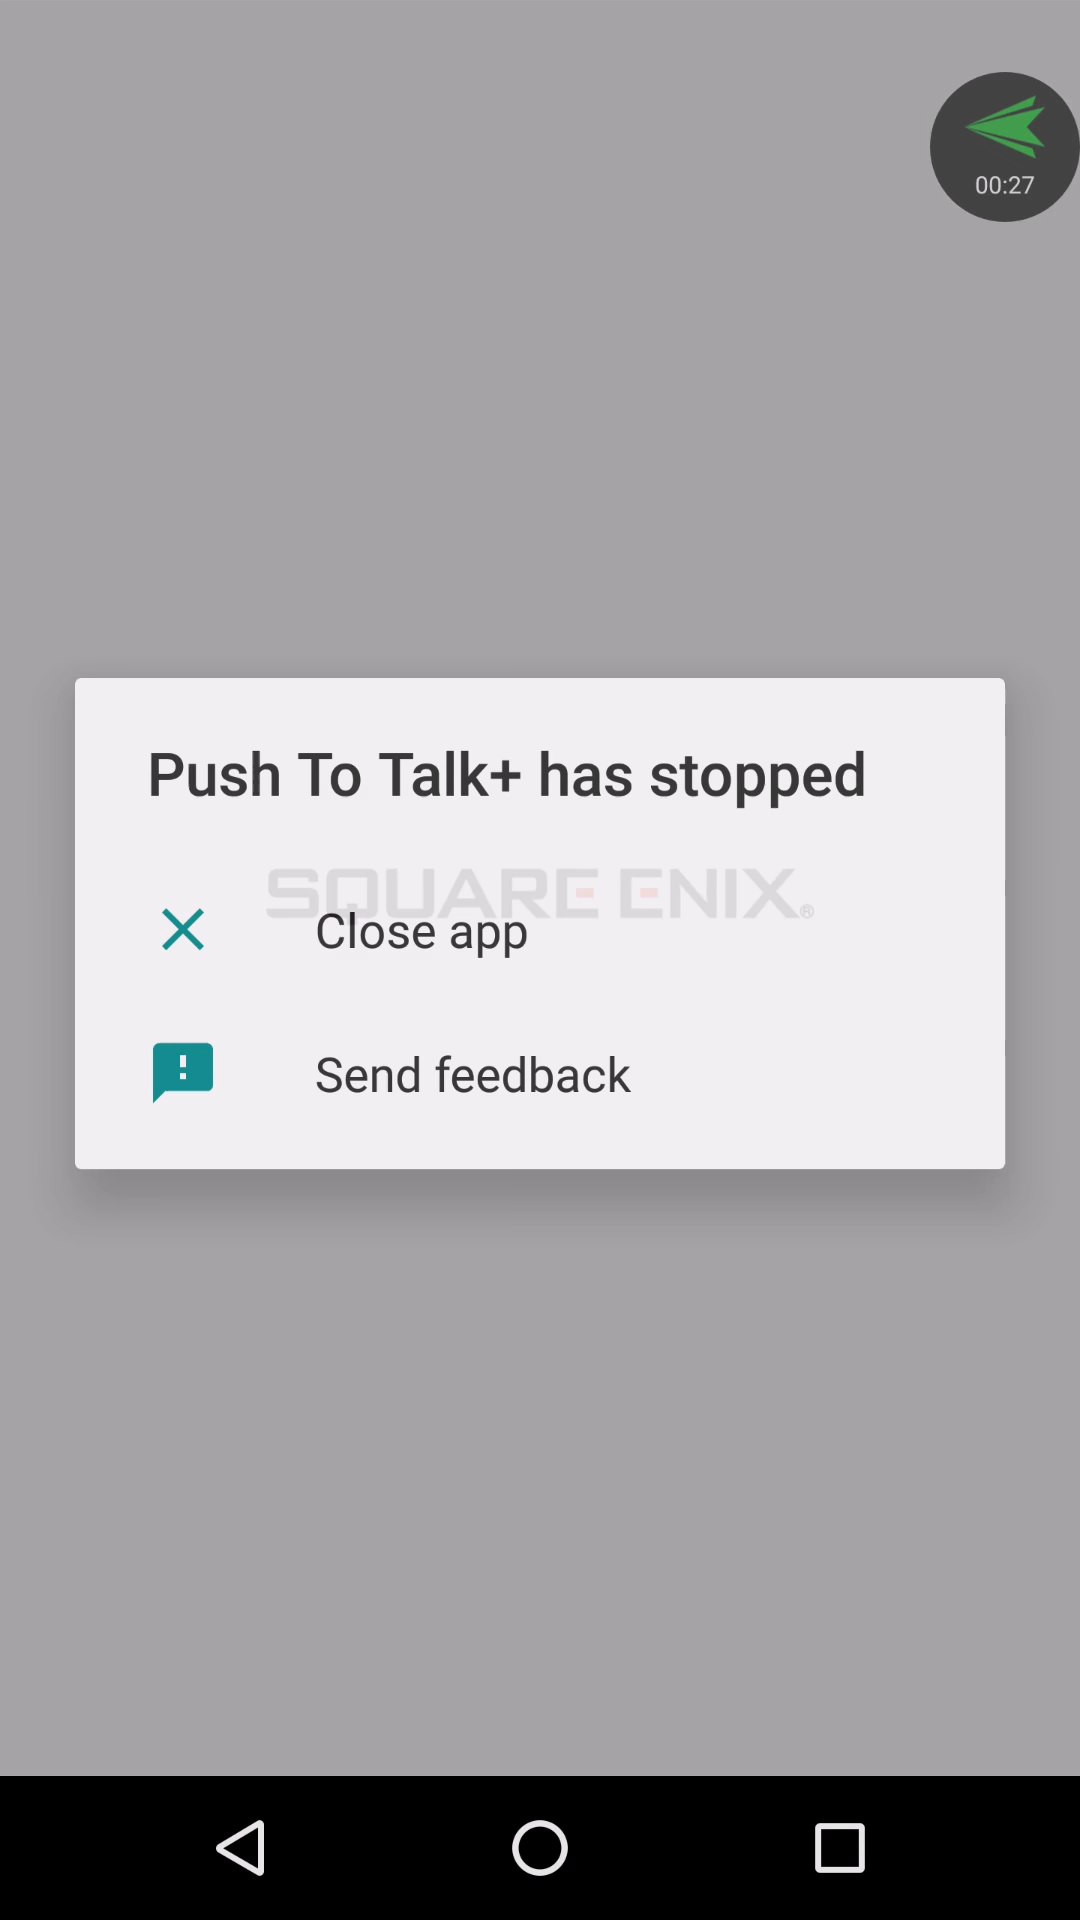 00:27
Push To Talk+ has stopped
SQUARE ENIX®
Close app
Send feedback